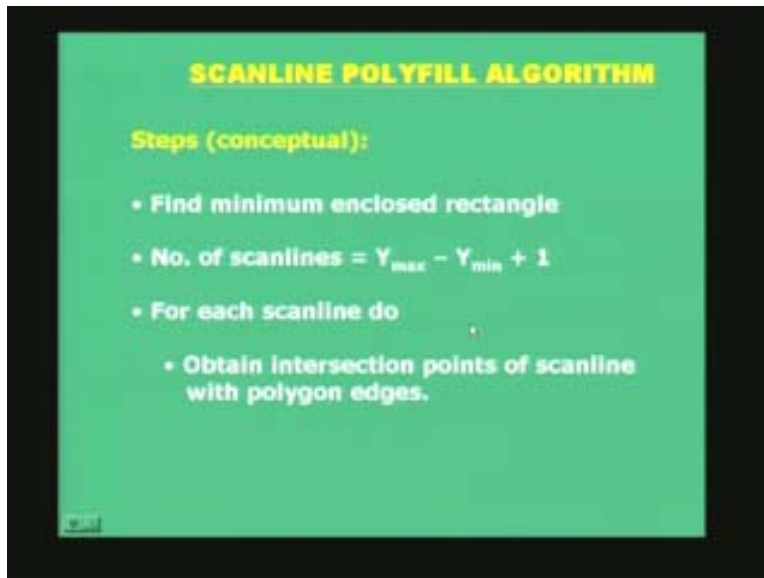 SCANLINE POLYFILL ALGORITHM
Steps (conceptual):
• Find minimum enclosed rectangle
• No. of scanlines = Ymax – Ymin + 1
• For each scanline do
• Obtain intersection points of scanline
with polygon edges.